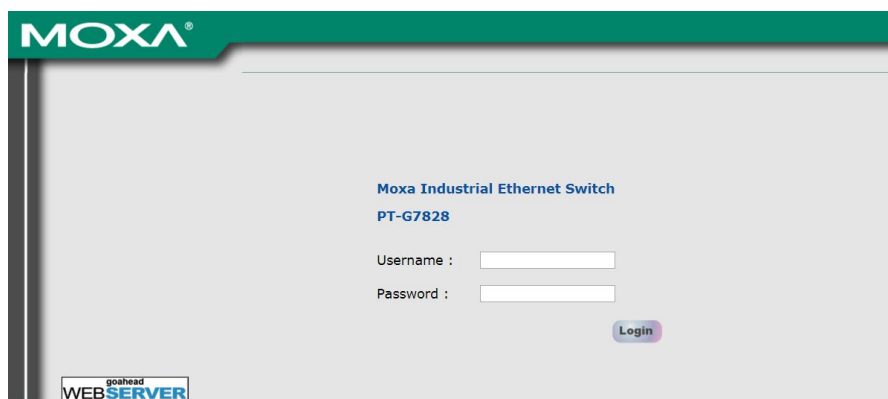 MOXA®
Moxa Industrial Ethernet Switch
PT-G7828
Username :
Password :
Login
goahead
WEBSERVER